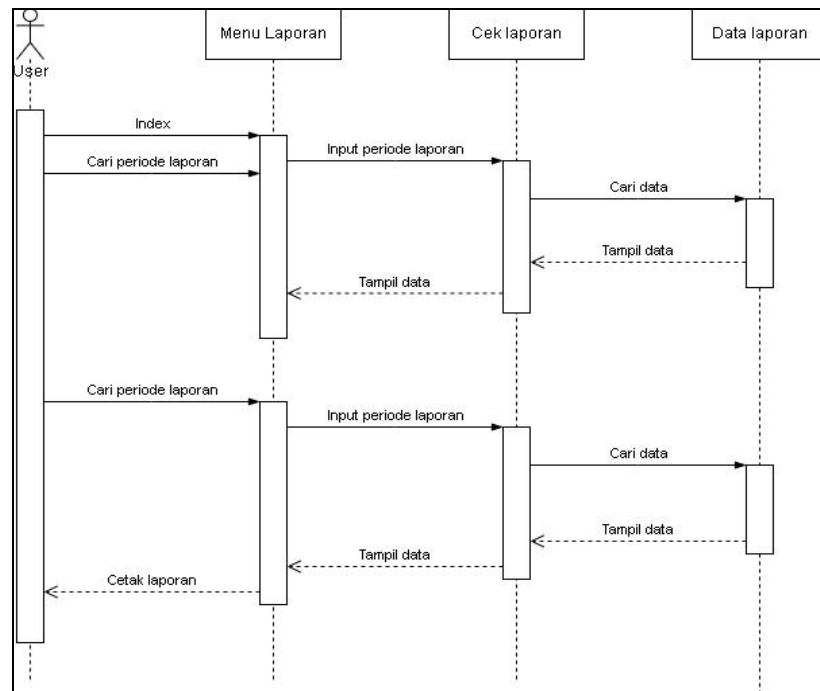 Menu Laporan
Cek laporan
Data laporan
User
Index
Input periode laporan
Cari periode laporan
Cari data
Tampil data
Tampil data
Cari periode laporan
Input periode laporan
Cari data
Tampil data
Tampil data
Cetak laporan